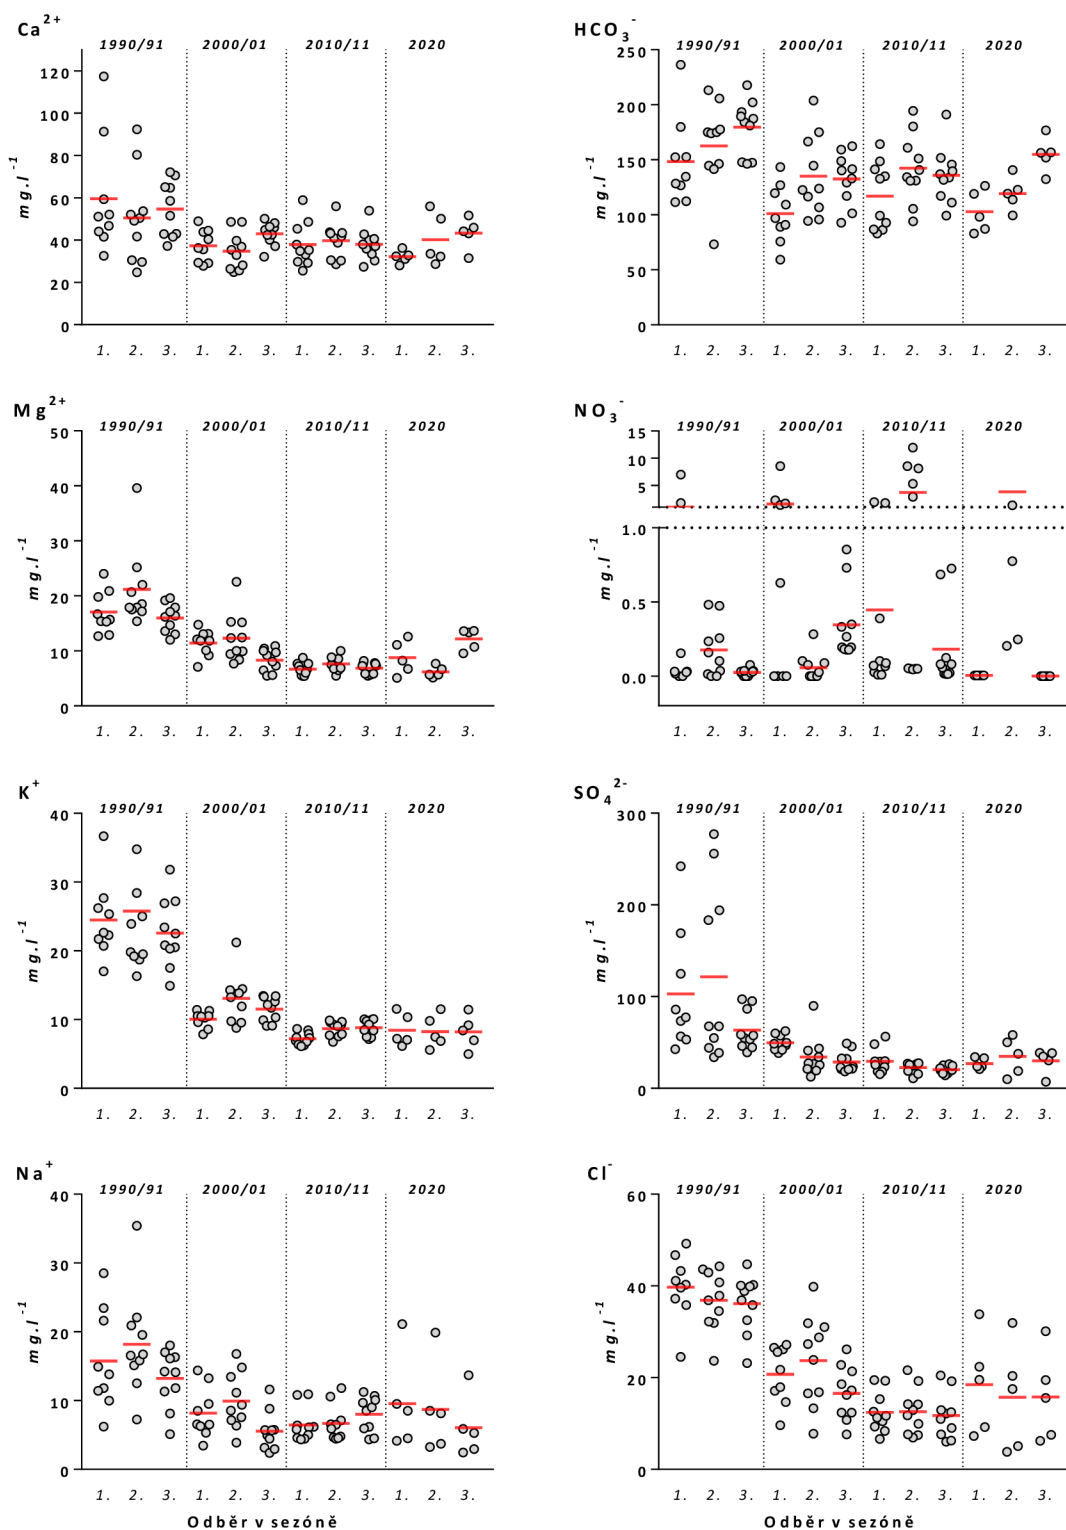 Ca²⁺
1990/91 2000/01 2010/11 2020
120
100
80
60
40
20
0
mg.l⁻¹
1. 2. 3. 1. 2. 3. 1. 2. 3. 1. 2. 3.
HCO₃⁻
1990/91 2000/01 2010/11 2020
250
200
150
100
50
0
mg.l⁻¹
1. 2. 3. 1. 2. 3. 1. 2. 3. 1. 2. 3.
Mg²⁺
1990/91 2000/01 2010/11 2020
50
40
30
20
10
0
mg.l⁻¹
1. 2. 3. 1. 2. 3. 1. 2. 3. 1. 2. 3.
NO₃⁻
1990/91 2000/01 2010/11 2020
15
10
5
1.0
0.5
0.0
mg.l⁻¹
1. 2. 3. 1. 2. 3. 1. 2. 3. 1. 2. 3.
K⁺
1990/91 2000/01 2010/11 2020
40
30
20
10
0
mg.l⁻¹
1. 2. 3. 1. 2. 3. 1. 2. 3. 1. 2. 3.
SO₄²⁻
1990/91 2000/01 2010/11 2020
300
200
100
0
mg.l⁻¹
1. 2. 3. 1. 2. 3. 1. 2. 3. 1. 2. 3.
Na⁺
1990/91 2000/01 2010/11 2020
40
30
20
10
0
mg.l⁻¹
1. 2. 3. 1. 2. 3. 1. 2. 3. 1. 2. 3.
Odběr v sezóně
Cl⁻
1990/91 2000/01 2010/11 2020
60
40
20
0
mg.l⁻¹
1. 2. 3. 1. 2. 3. 1. 2. 3. 1. 2. 3.
Odběr v sezóně